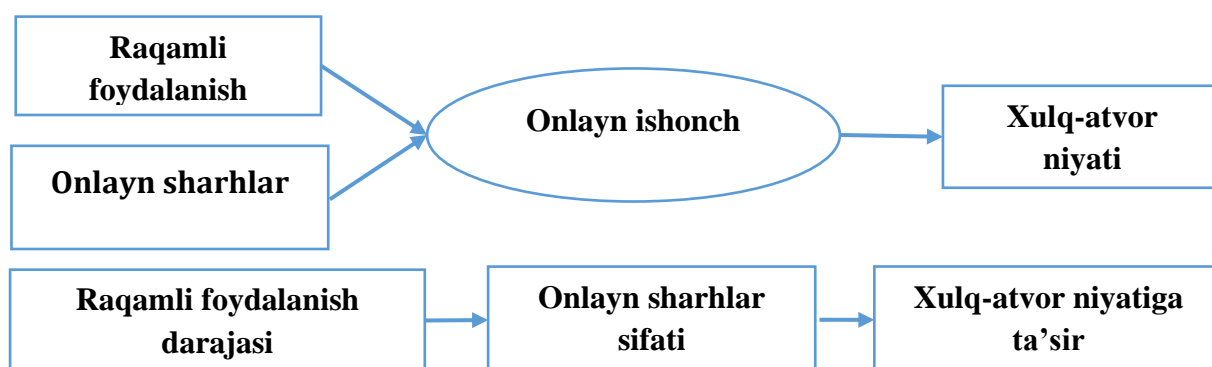 Raqamli
foydalanish
Onlayn sharhlar
Onlayn ishonch
Xulq-atvor
niyati
Raqamli foydalanish
darajasi
Onlayn sharhlar
sifati
Xulq-atvor niyatiga
ta’sir